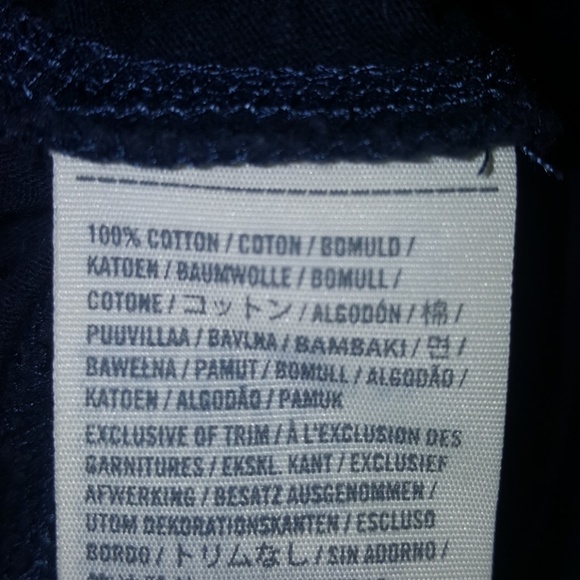 100% COTTON / COTON / BOMULD /
KATOEN / BAUMWOLLE / BOMULL /
COTONE / コットン / ALGODÓN / 棉 /
PUUVILLAA / BAVLNA / BAMBAKI / 면 /
BAWEŁNA / PAMUT / BOMULL / ALGODÃO /
KATOEN / ALGODÃO / PAMUK
EXCLUSIVE OF TRIM / À L'EXCLUSION DES
GARNITURES / EKSKL. KANT / EXCLUSIEF
AFWERKING / BESATZ AUSGENOMMEN /
UTOM DEKORATIONSKANTEN / ESCLUSO
BORDO / トリムなし / SIN ADORNO /